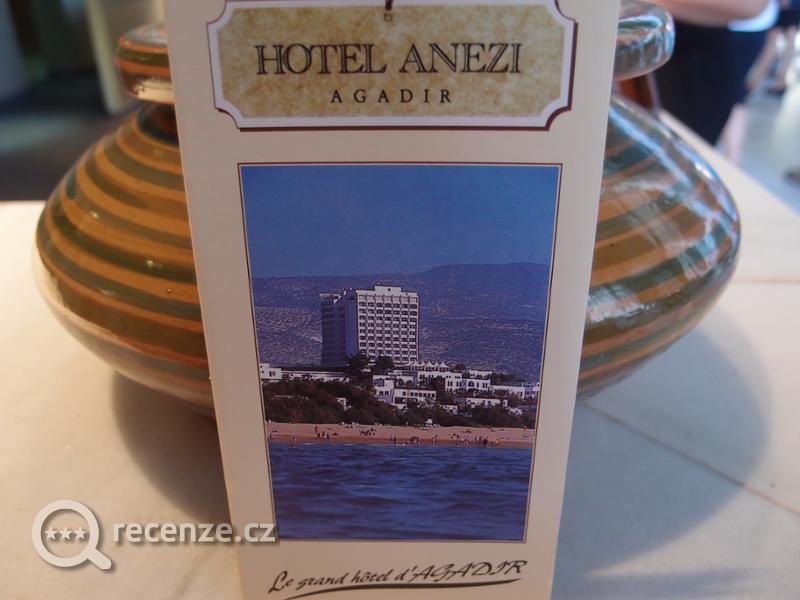 HOTEL ANEZI
AGADIR
Le grand hôtel d'AGADIR
recenze.cz